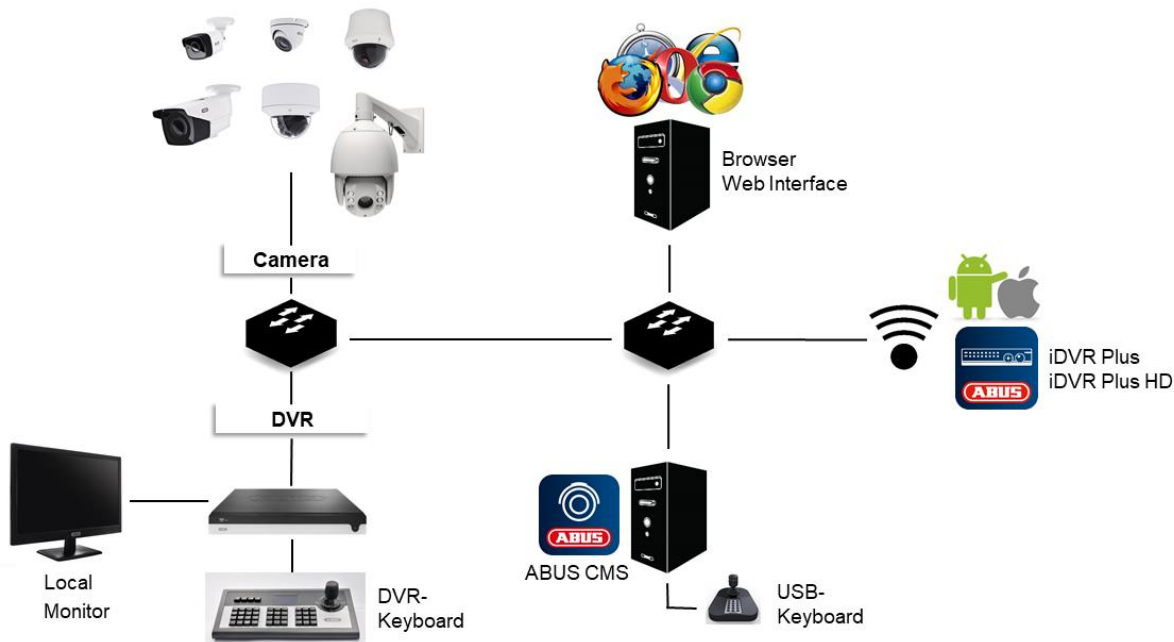 Browser
Web Interface
Camera
iDVR Plus
iDVR Plus HD
ABUS
DVR
ABUS
ABUS CMS
Local
Monitor
DVR-
Keyboard
USB-
Keyboard